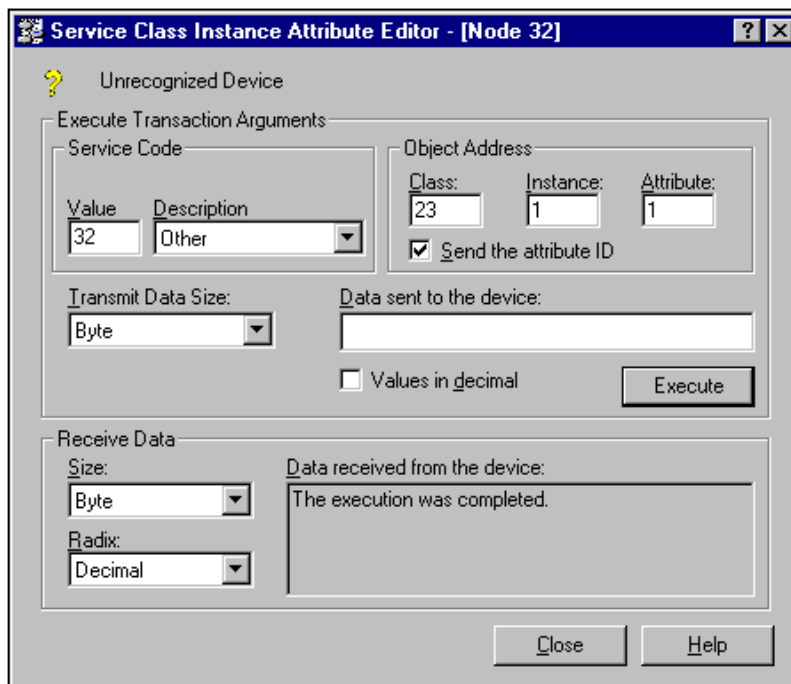 Service Class Instance Attribute Editor - [Node 32]
Unrecognized Device
Execute Transaction Arguments
Service Code
Value Description
32 Other
Object Address
Class: Instance: Attribute:
23 1 1
Send the attribute ID
Transmit Data Size:
Byte
Data sent to the device:
Values in decimal
Execute
Receive Data
Size:
Byte
Radix:
Decimal
Data received from the device:
The execution was completed.
Close Help